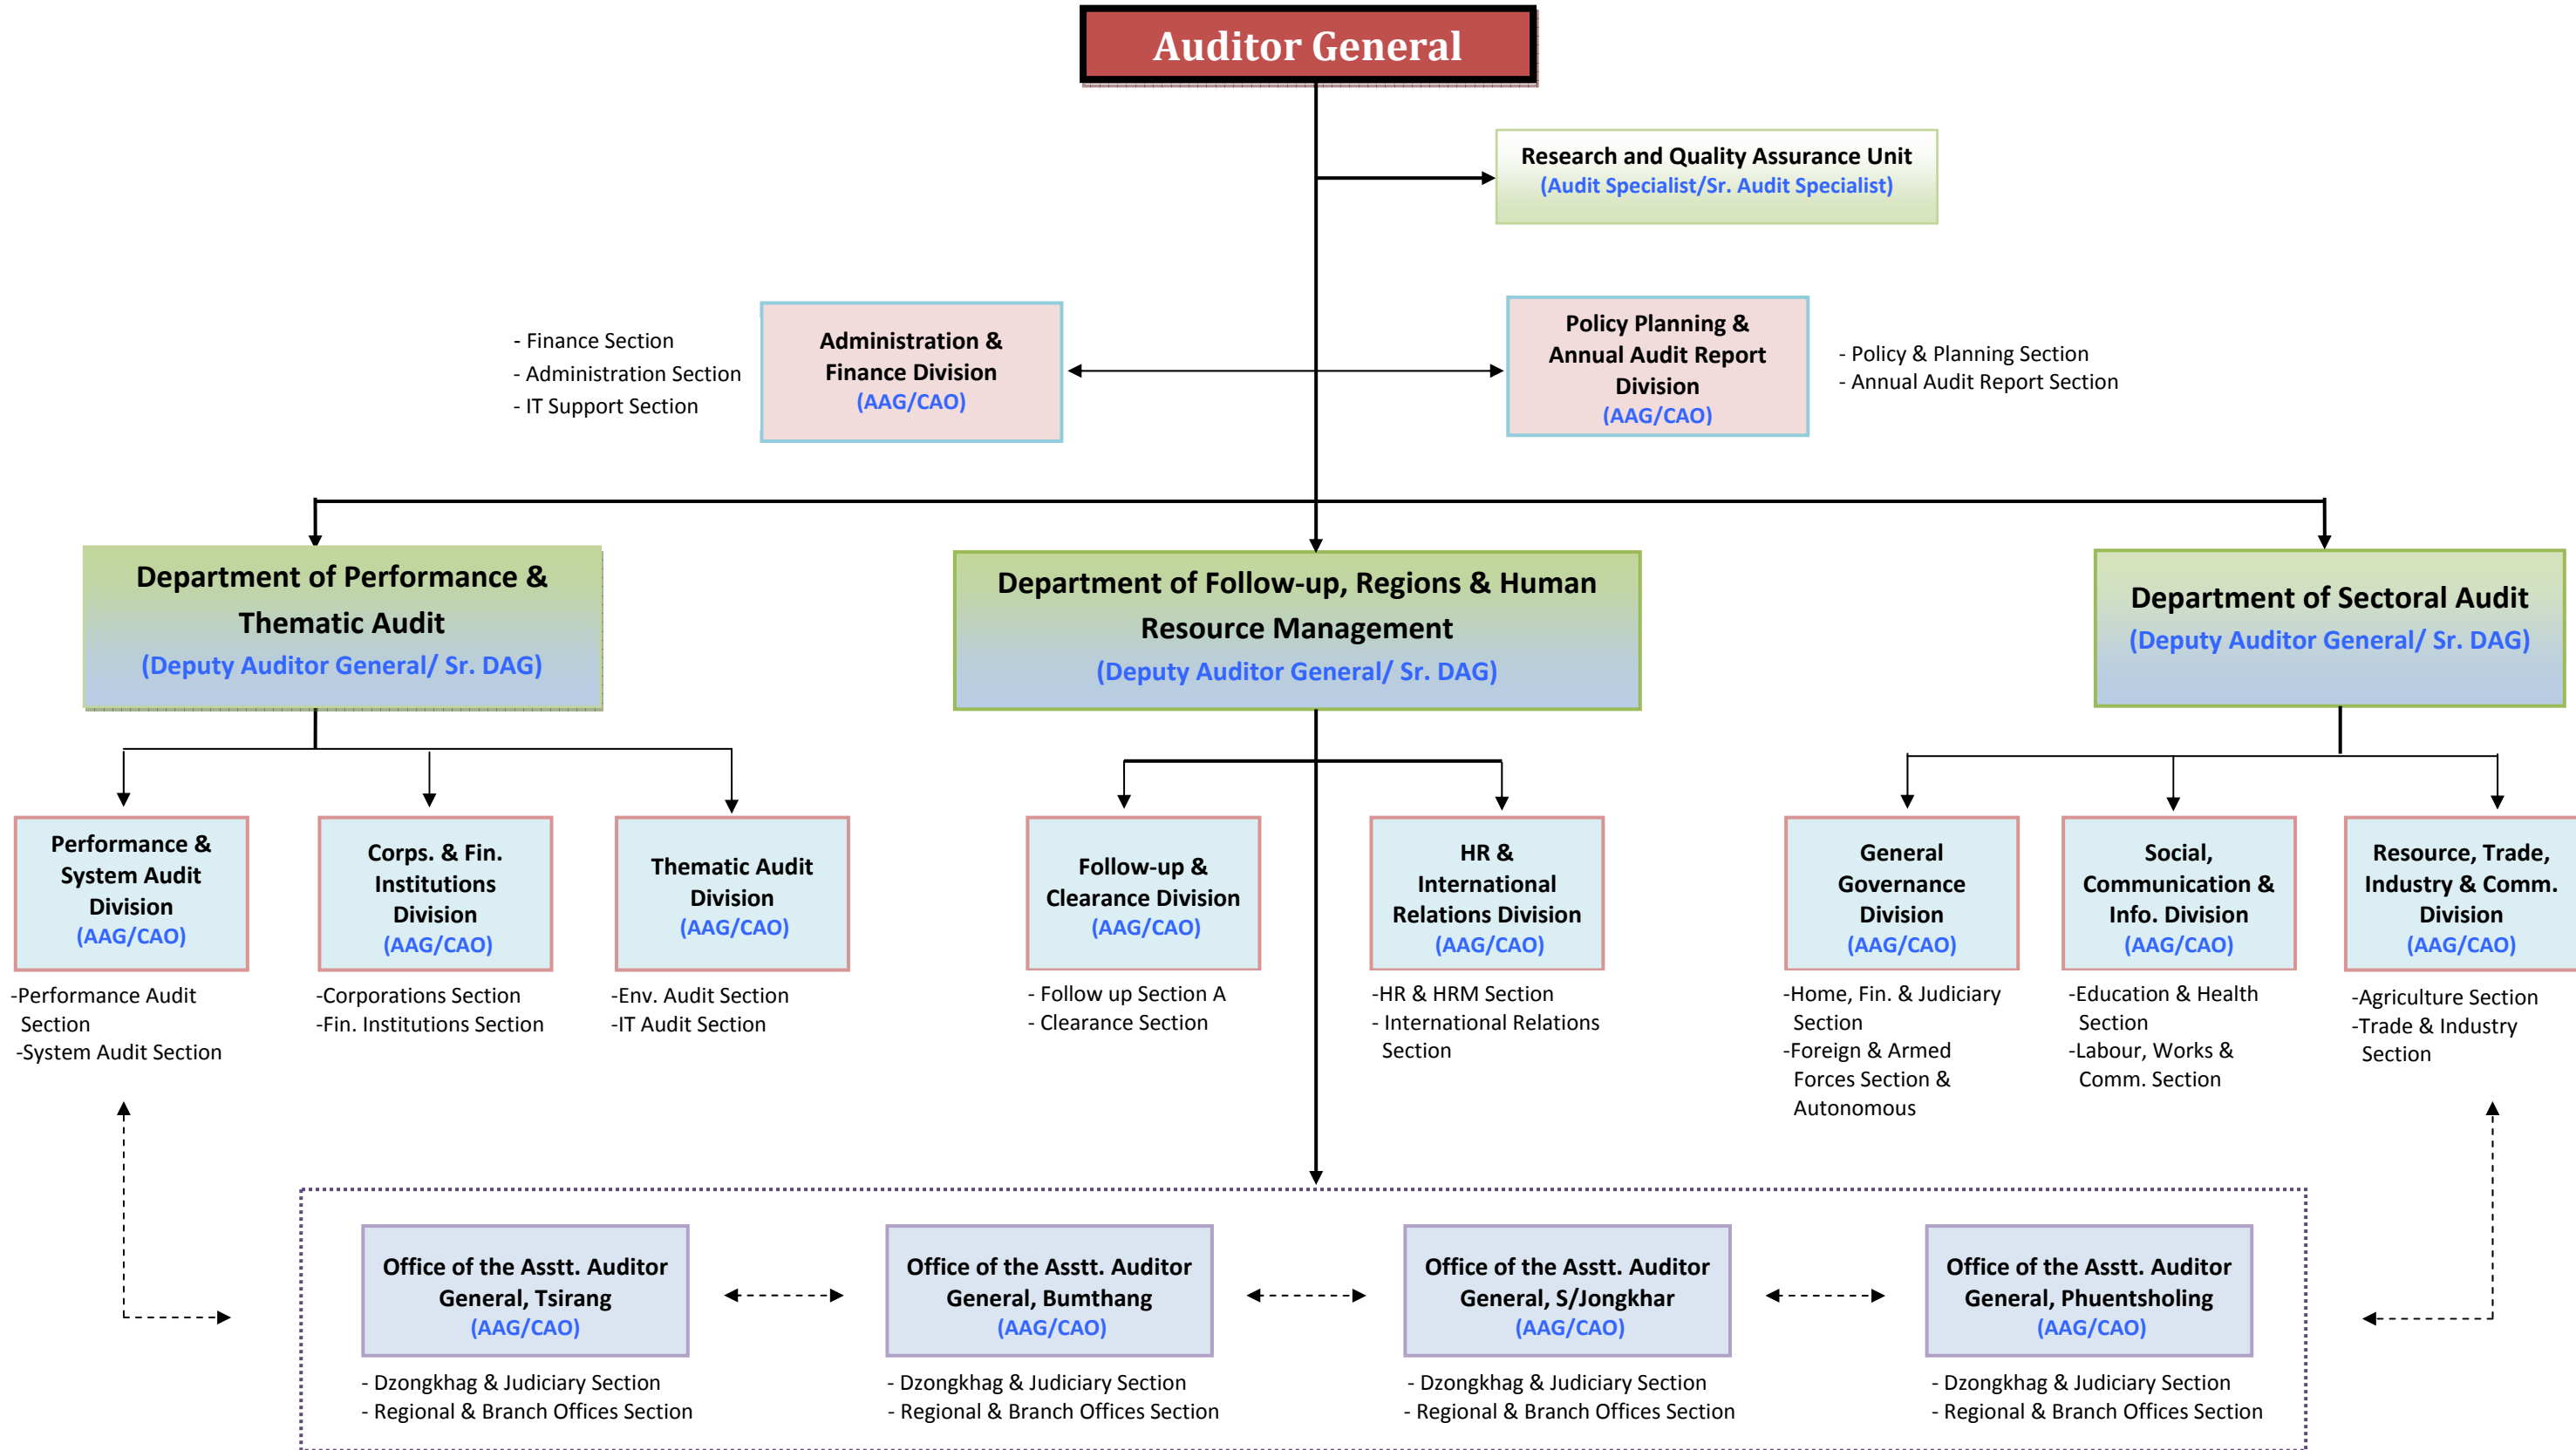 Auditor General
Research and Quality Assurance Unit
(Audit Specialist/Sr. Audit Specialist)
- Finance Section
- Administration Section
- IT Support Section
Administration &
Finance Division
(AAG/CAO)
Policy Planning &
Annual Audit Report
Division
(AAG/CAO)
- Policy & Planning Section
- Annual Audit Report Section
Department of Performance &
Thematic Audit
(Deputy Auditor General/ Sr. DAG)
Department of Follow-up, Regions & Human
Resource Management
(Deputy Auditor General/ Sr. DAG)
Department of Sectoral Audit
(Deputy Auditor General/ Sr. DAG)
Performance &
System Audit
Division
(AAG/CAO)
-Performance Audit
Section
-System Audit Section
Corps. & Fin.
Institutions
Division
(AAG/CAO)
-Corporations Section
-Fin. Institutions Section
Thematic Audit
Division
(AAG/CAO)
-Env. Audit Section
-IT Audit Section
Follow-up &
Clearance Division
(AAG/CAO)
- Follow up Section A
- Clearance Section
HR &
International
Relations Division
(AAG/CAO)
-HR & HRM Section
- International Relations
Section
General
Governance
Division
(AAG/CAO)
-Home, Fin. & Judiciary
Section
-Foreign & Armed
Forces Section &
Autonomous
Social,
Communication &
Info. Division
(AAG/CAO)
-Education & Health
Section
-Labour, Works &
Comm. Section
Resource, Trade,
Industry & Comm.
Division
(AAG/CAO)
-Agriculture Section
-Trade & Industry
Section
Office of the Asstt. Auditor
General, Tsirang
(AAG/CAO)
- Dzongkhag & Judiciary Section
- Regional & Branch Offices Section
Office of the Asstt. Auditor
General, Bumthang
(AAG/CAO)
- Dzongkhag & Judiciary Section
- Regional & Branch Offices Section
Office of the Asstt. Auditor
General, S/Jongkhar
(AAG/CAO)
- Dzongkhag & Judiciary Section
- Regional & Branch Offices Section
Office of the Asstt. Auditor
General, Phuentsholing
(AAG/CAO)
- Dzongkhag & Judiciary Section
- Regional & Branch Offices Section